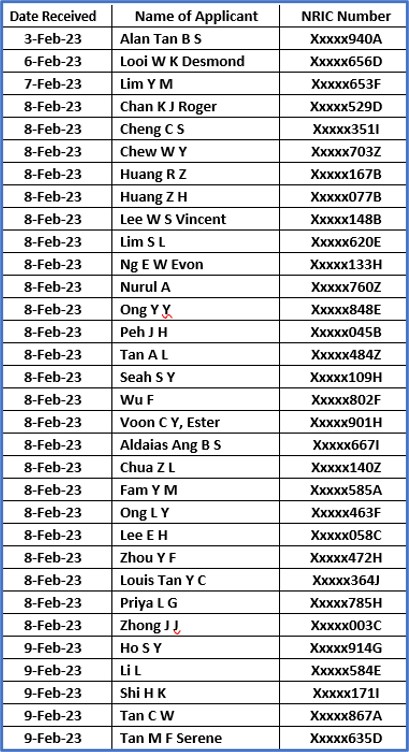 Date Received Name of Applicant NRIC Number
3-Feb-23 Alan Tan B S Xxxxx940A
6-Feb-23 Looi W K Desmond Xxxxx656D
7-Feb-23 Lim Y M Xxxxx653F
8-Feb-23 Chan K J Roger Xxxxx529D
8-Feb-23 Cheng C S Xxxxx351I
8-Feb-23 Chew W Y Xxxxx703Z
8-Feb-23 Huang R Z Xxxxx167B
8-Feb-23 Huang Z H Xxxxx077B
8-Feb-23 Lee W S Vincent Xxxxx148B
8-Feb-23 Lim S L Xxxxx620E
8-Feb-23 Ng E W Evon Xxxxx133H
8-Feb-23 Nurul A Xxxxx760Z
8-Feb-23 Ong Y Y Xxxxx848E
8-Feb-23 Peh J H Xxxxx045B
8-Feb-23 Tan A L Xxxxx484Z
8-Feb-23 Seah S Y Xxxxx109H
8-Feb-23 Wu F Xxxxx802F
8-Feb-23 Voon C Y, Ester Xxxxx901H
8-Feb-23 Aldaias Ang B S Xxxxx667I
8-Feb-23 Chua Z L Xxxxx140Z
8-Feb-23 Fam Y M Xxxxx585A
8-Feb-23 Ong L Y Xxxxx463F
8-Feb-23 Lee E H Xxxxx058C
8-Feb-23 Zhou Y F Xxxxx472H
8-Feb-23 Louis Tan Y C Xxxxx364J
8-Feb-23 Priya L G Xxxxx785H
8-Feb-23 Zhong J J Xxxxx003C
9-Feb-23 Ho S Y Xxxxx914G
9-Feb-23 Li L Xxxxx584E
9-Feb-23 Shi H K Xxxxx171I
9-Feb-23 Tan C W Xxxxx867A
9-Feb-23 Tan M F Serene Xxxxx635D